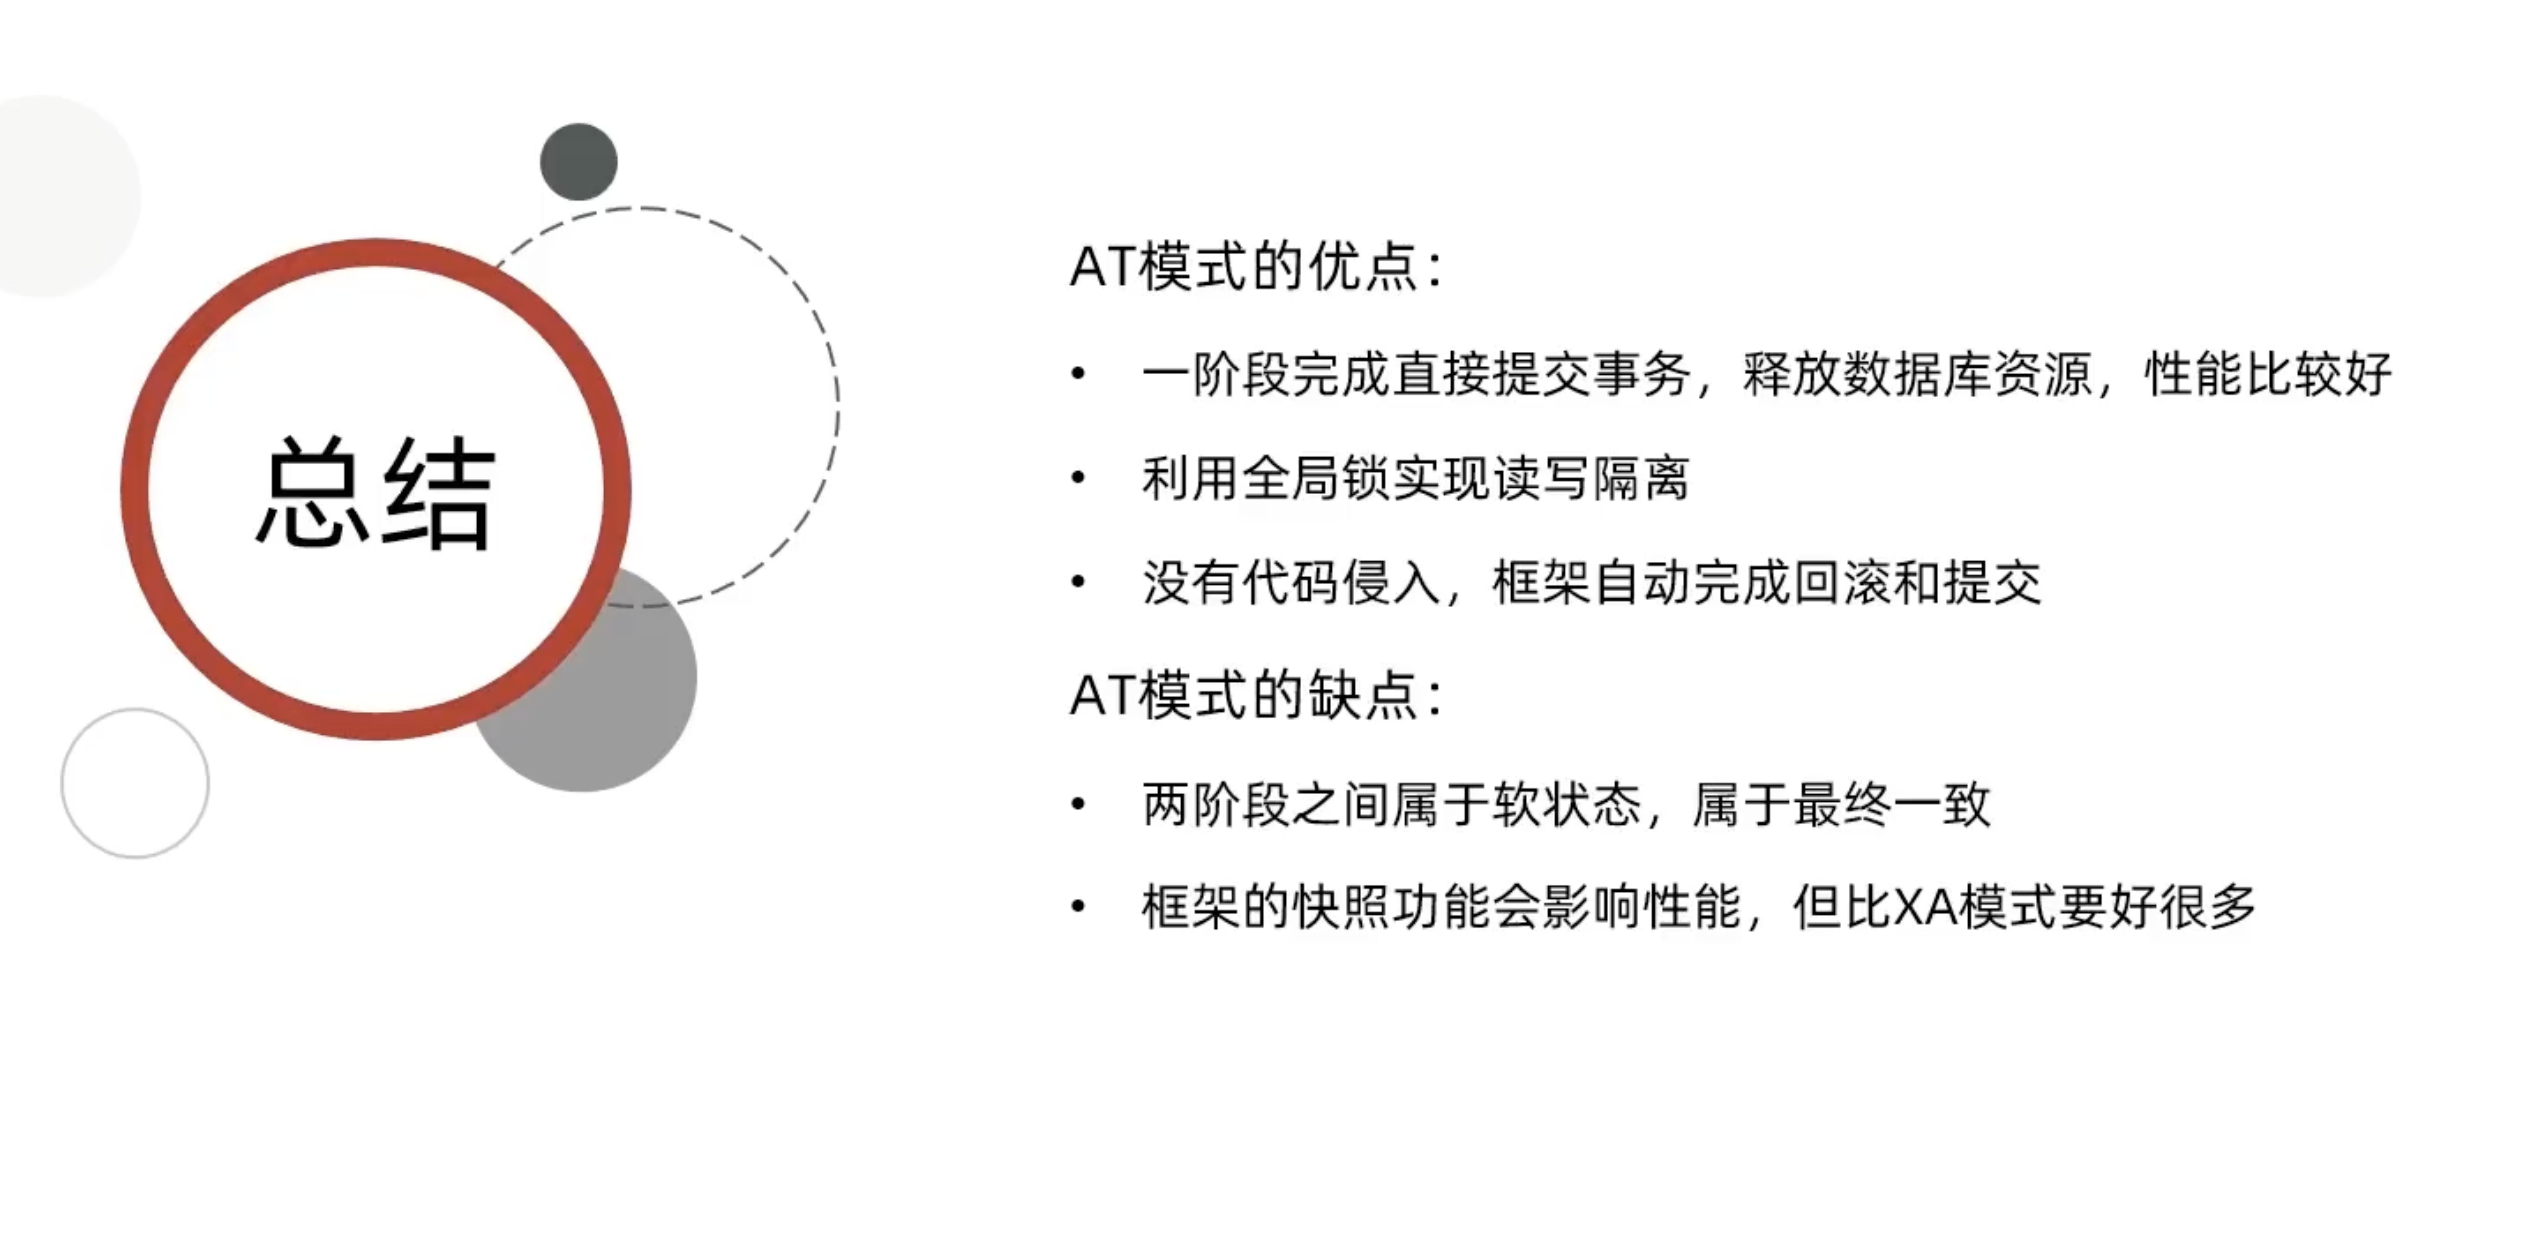 总结
AT模式的优点：
• 一阶段完成直接提交事务，释放数据库资源，性能比较好
• 利用全局锁实现读写隔离
• 没有代码侵入，框架自动完成回滚和提交
AT模式的缺点：
• 两阶段之间属于软状态，属于最终一致
• 框架的快照功能会影响性能，但比XA模式要好很多